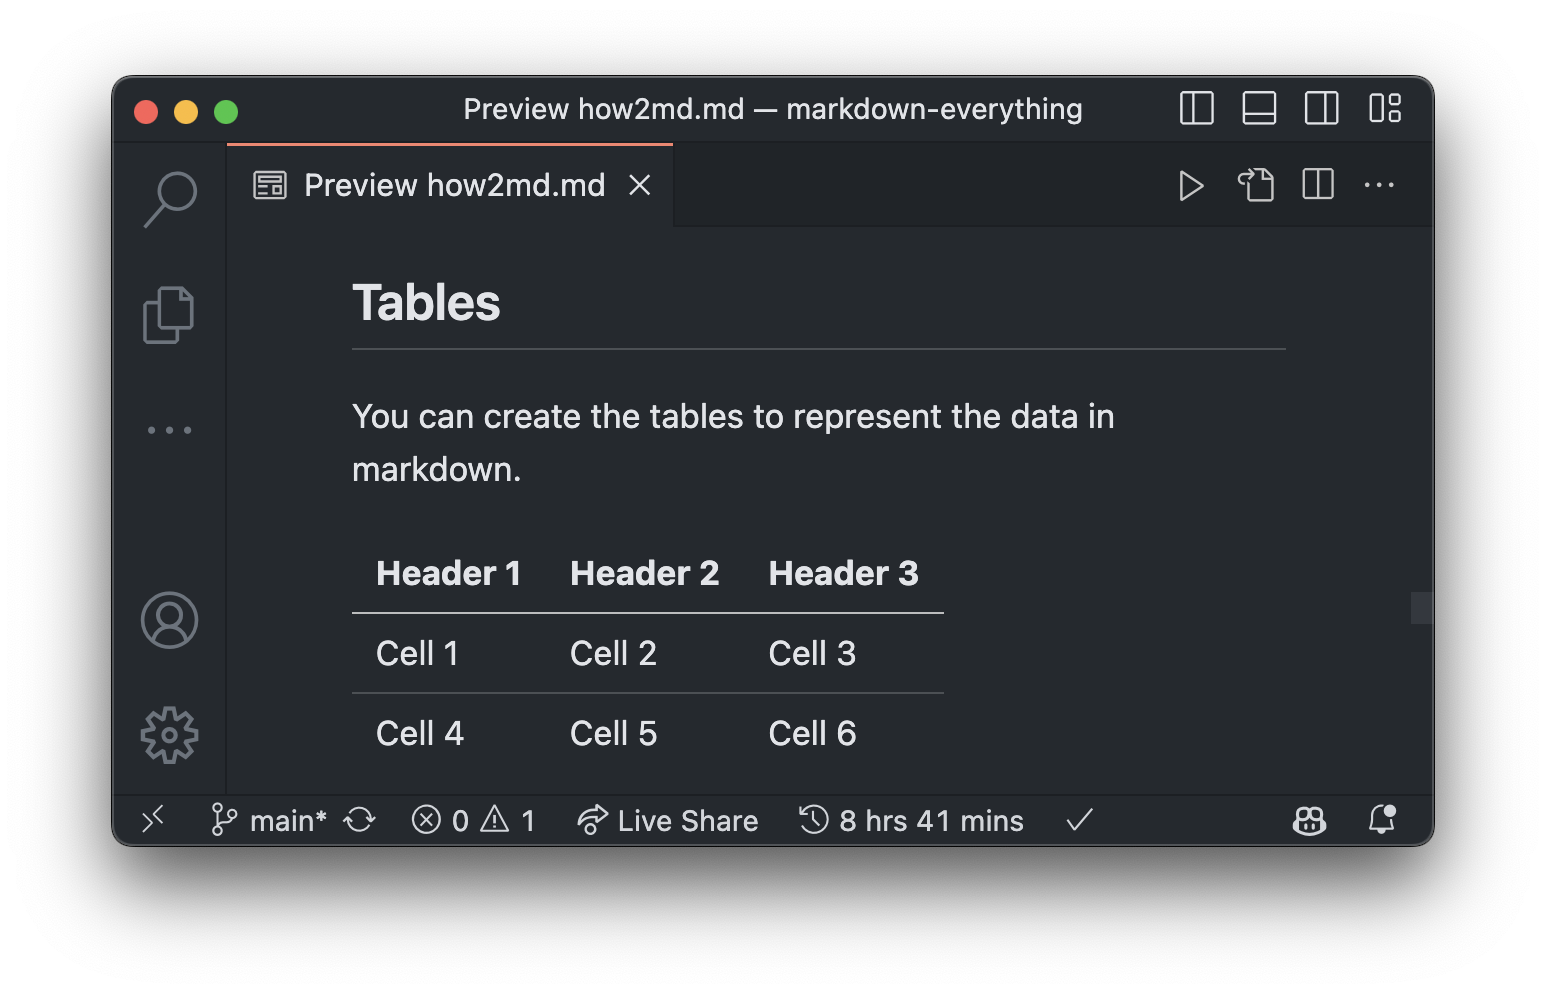 Preview how2md.md — markdown-everything
Preview how2md.md
Tables
You can create the tables to represent the data in
markdown.
Header 1 Header 2 Header 3
Cell 1 Cell 2 Cell 3
Cell 4 Cell 5 Cell 6
main* 0 1 Live Share 8 hrs 41 mins